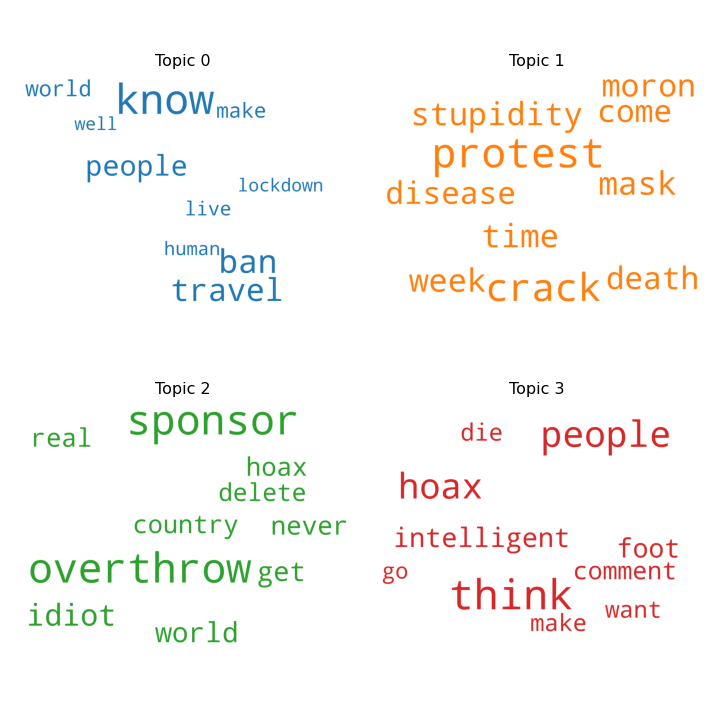 Topic 0
world
know
make
well
people
lockdown
live
human
ban
travel
Topic 1
moron
stupidity
come
protest
disease
mask
time
week
crack
death
Topic 2
sponsor
real
hoax
delete
country
never
overthrow
get
idiot
world
Topic 3
die
people
hoax
intelligent
foot
go
comment
think
want
make